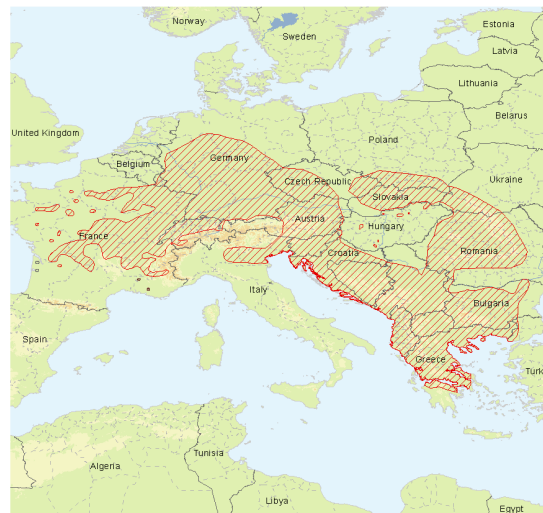 Norway
Sweden
Estonia
Latvia
Lithuania
Belarus
United Kingdom
Poland
Germany
Belgium
Czech Republic
Ukraine
Slovakia
Austria
Hungary
France
Croatia
Romania
Italy
Bulgaria
Spain
Greece
Turk
Tunisia
Algeria
Libya
Egypt